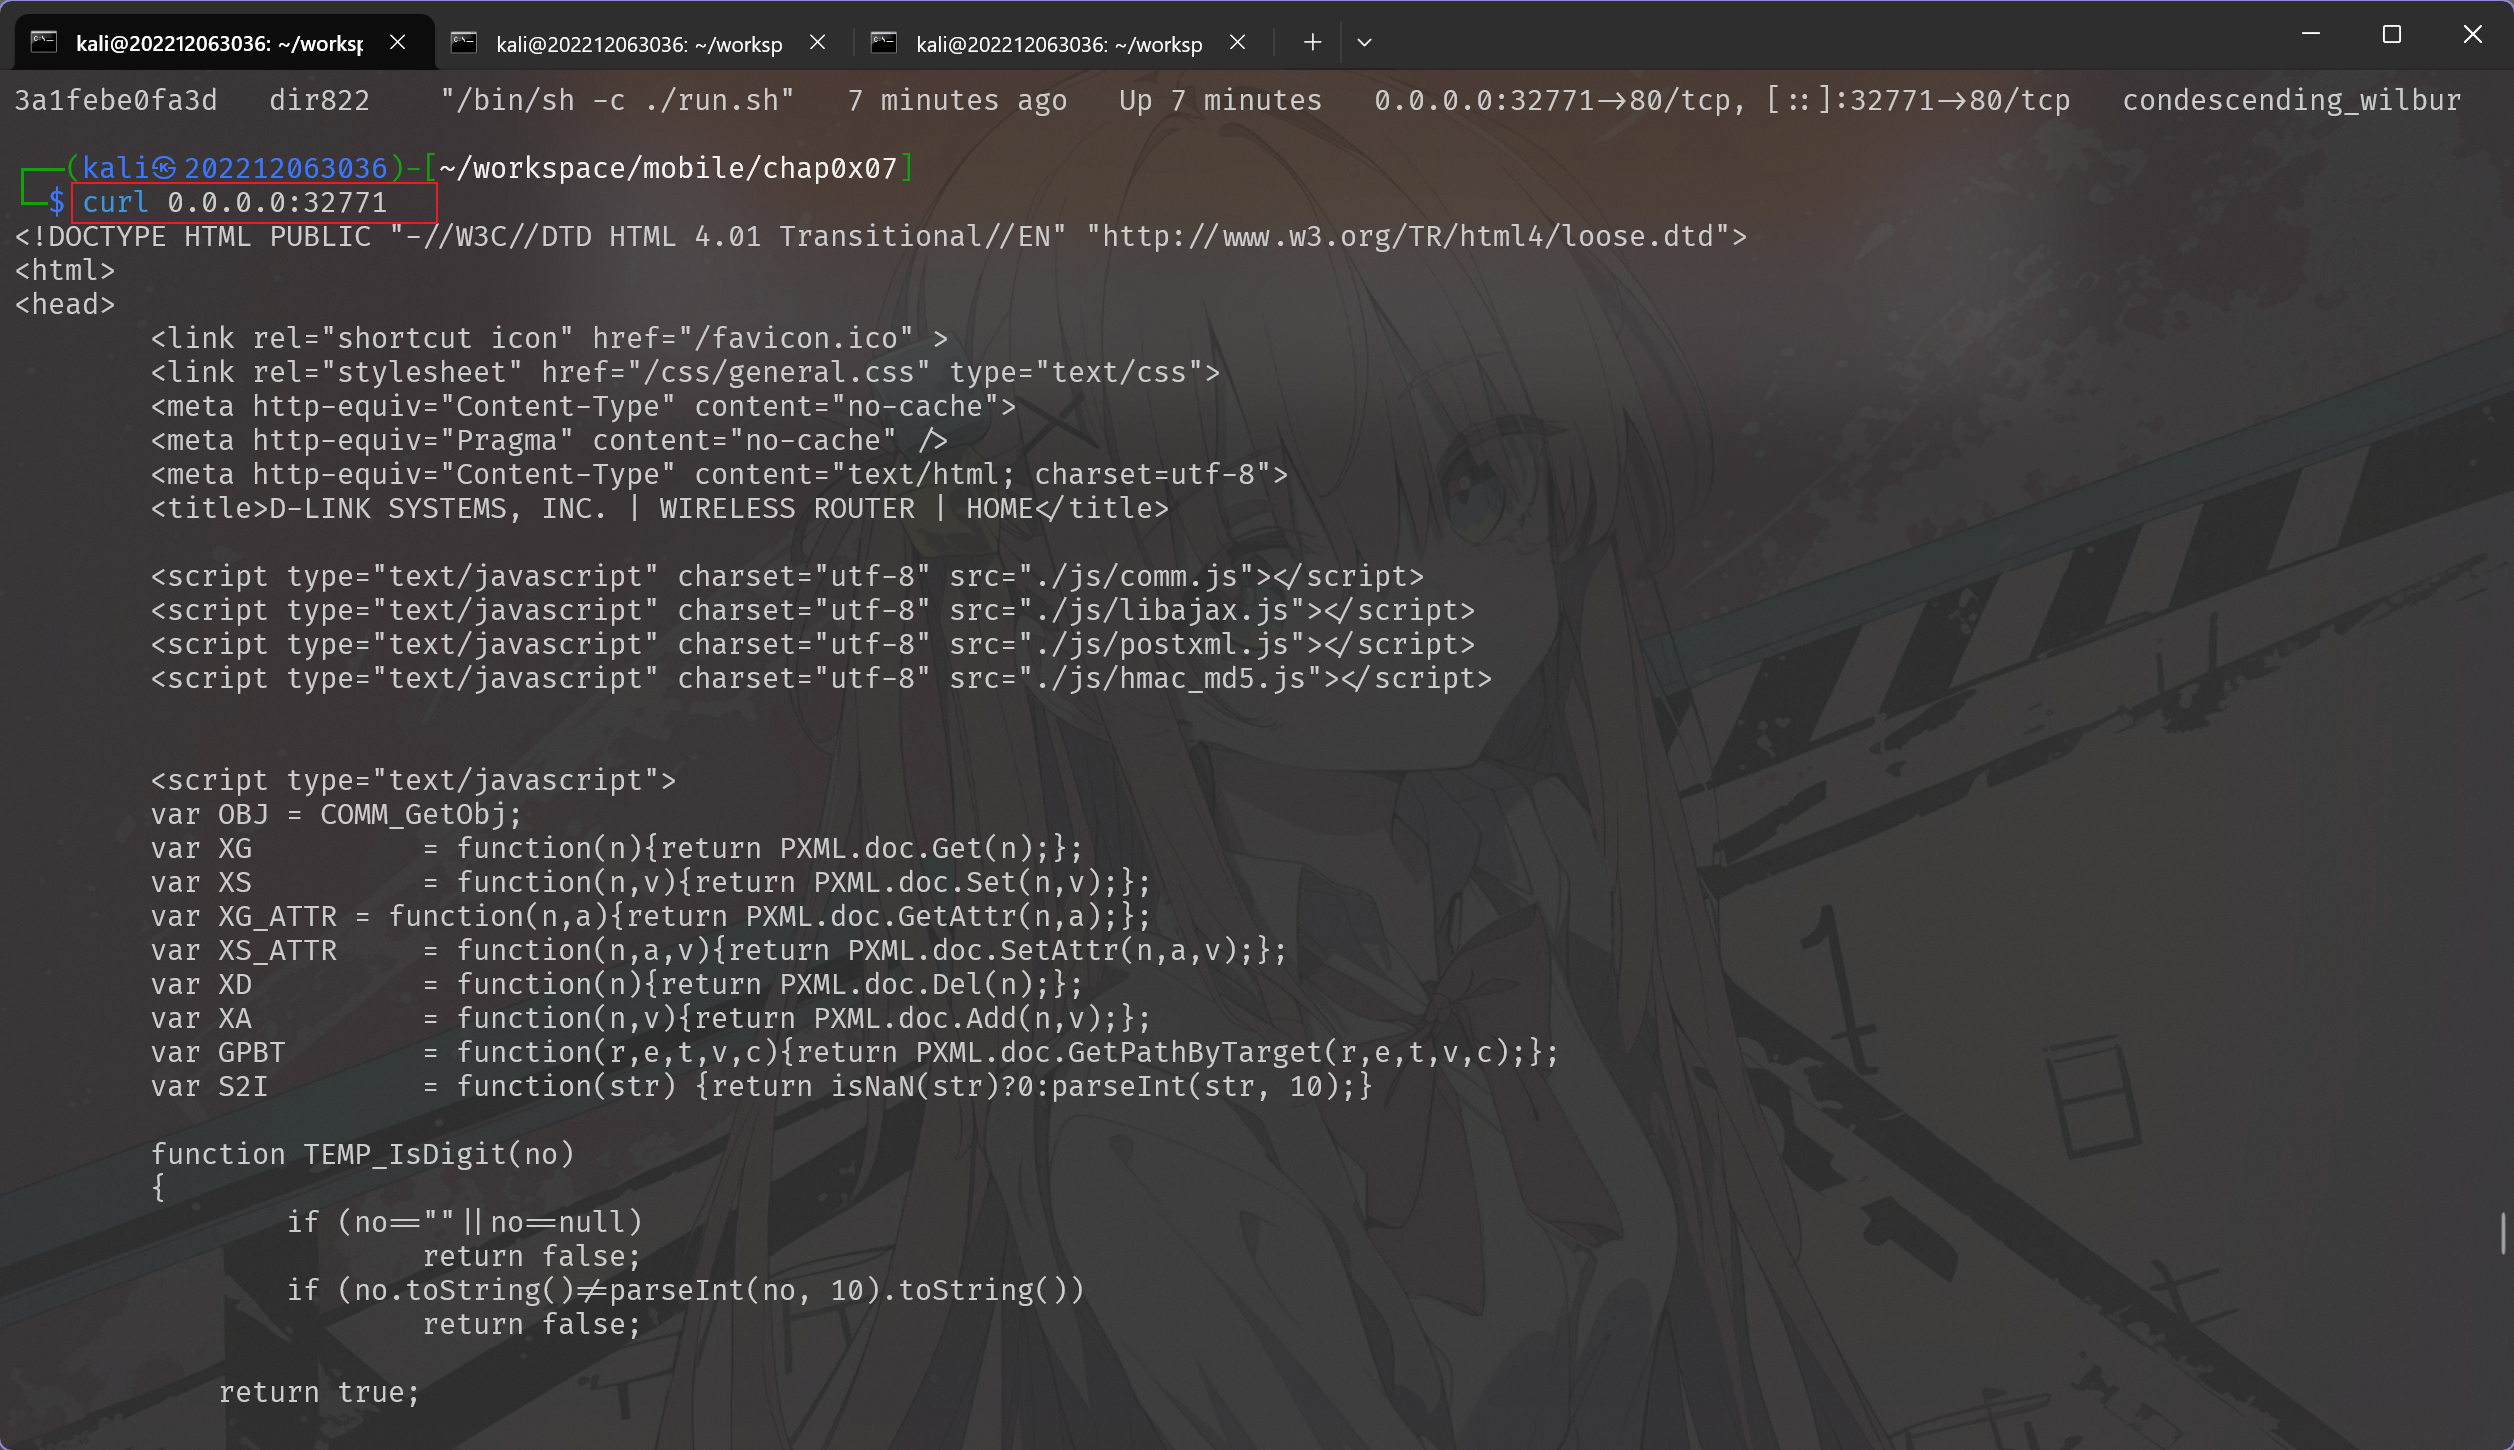 kali@202212063036: ~/worksp kali@202212063036: ~/worksp kali@202212063036: ~/worksp
3a1febe0fa3d dir822 "/bin/sh -c ./run.sh" 7 minutes ago Up 7 minutes 0.0.0.0:32771->80/tcp, [::]:32771->80/tcp condescending_wilbur
┌──(kali㉿202212063036)-[~/workspace/mobile/chap0x07]
└─$ curl 0.0.0.0:32771
<!DOCTYPE HTML PUBLIC "-//W3C//DTD HTML 4.01 Transitional//EN" "http://www.w3.org/TR/html4/loose.dtd">
<html>
<head>
        <link rel="shortcut icon" href="/favicon.ico" >
        <link rel="stylesheet" href="/css/general.css" type="text/css">
        <meta http-equiv="Content-Type" content="no-cache">
        <meta http-equiv="Pragma" content="no-cache" />
        <meta http-equiv="Content-Type" content="text/html; charset=utf-8">
        <title>D-LINK SYSTEMS, INC. | WIRELESS ROUTER | HOME</title>
        <script type="text/javascript" charset="utf-8" src="./js/comm.js"></script>
        <script type="text/javascript" charset="utf-8" src="./js/libajax.js"></script>
        <script type="text/javascript" charset="utf-8" src="./js/postxml.js"></script>
        <script type="text/javascript" charset="utf-8" src="./js/hmac_md5.js"></script>
        <script type="text/javascript">
        var OBJ = COMM_GetObj;
        var XG          = function(n){return PXML.doc.Get(n);};
        var XS          = function(n,v){return PXML.doc.Set(n,v);};
        var XG_ATTR = function(n,a){return PXML.doc.GetAttr(n,a);};
        var XS_ATTR     = function(n,a,v){return PXML.doc.SetAttr(n,a,v);};
        var XD          = function(n){return PXML.doc.Del(n);};
        var XA          = function(n,v){return PXML.doc.Add(n,v);};
        var GPBT        = function(r,e,t,v,c){return PXML.doc.GetPathByTarget(r,e,t,v,c);};
        var S2I         = function(str) {return isNaN(str)?0:parseInt(str, 10);}
        function TEMP_IsDigit(no)
        {
                if (no==""||no==null)
                        return false;
                if (no.toString()!=parseInt(no, 10).toString())
                        return false;
            return true;